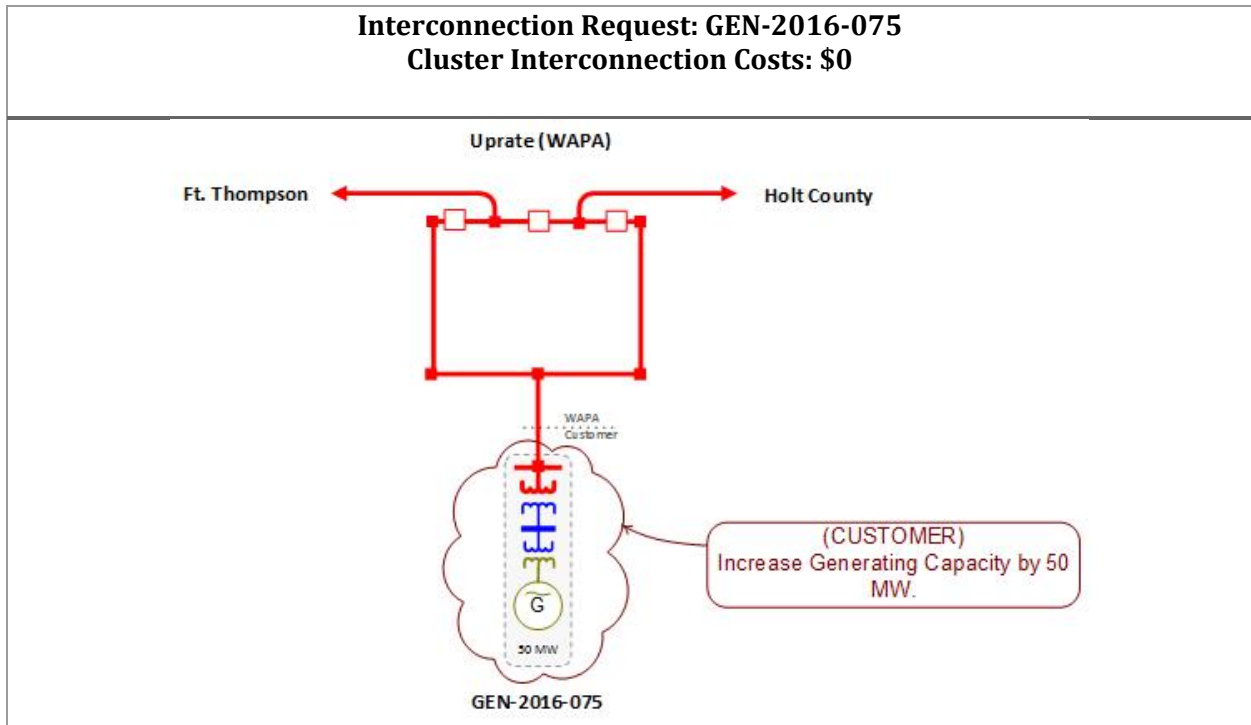 Interconnection Request: GEN-2016-075
Cluster Interconnection Costs: $0
Uprate (WAPA)
Ft. Thompson
Holt County
WAPA
Customer
(CUSTOMER)
Increase Generating Capacity by 50
MW.
G
50 MW
GEN-2016-075